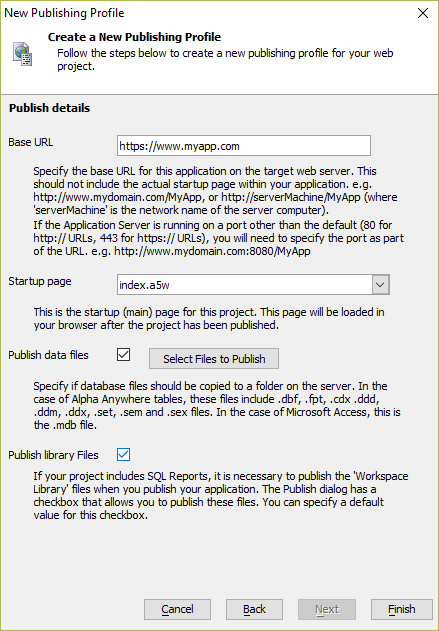 New Publishing Profile
Create a New Publishing Profile
Follow the steps below to create a new publishing profile for your web
project.
Publish details
Base URL
https://www.myapp.com
Specify the base URL for this application on the target web server. This
should not include the actual startup page within your application. e.g.
http://www.mydomain.com/MyApp, or http://serverMachine/MyApp (where
'serverMachine' is the network name of the server computer).
If the Application Server is running on a port other than the default (80 for
http:// URLs, 443 for https:// URLs), you will need to specify the port as part
of the URL. e.g. http://www.mydomain.com:8080/MyApp
Startup page
index.a5w
This is the startup (main) page for this project. This page will be loaded in
your browser after the project has been published.
Publish data files
Select Files to Publish
Specify if database files should be copied to a folder on the server. In the
case of Alpha Anywhere tables, these files include .dbf, .fpt, .cdx .ddd,
.ddm, .ddx, .set, .sem and .sex files. In the case of Microsoft Access, this is
the .mdb file.
Publish library Files
If your project includes SQL Reports, it is necessary to publish the 'Workspace
Library' files when you publish your application. The Publish dialog has a
checkbox that allows you to publish these files. You can specify a default
value for this checkbox.
Cancel
Back
Next
Finish